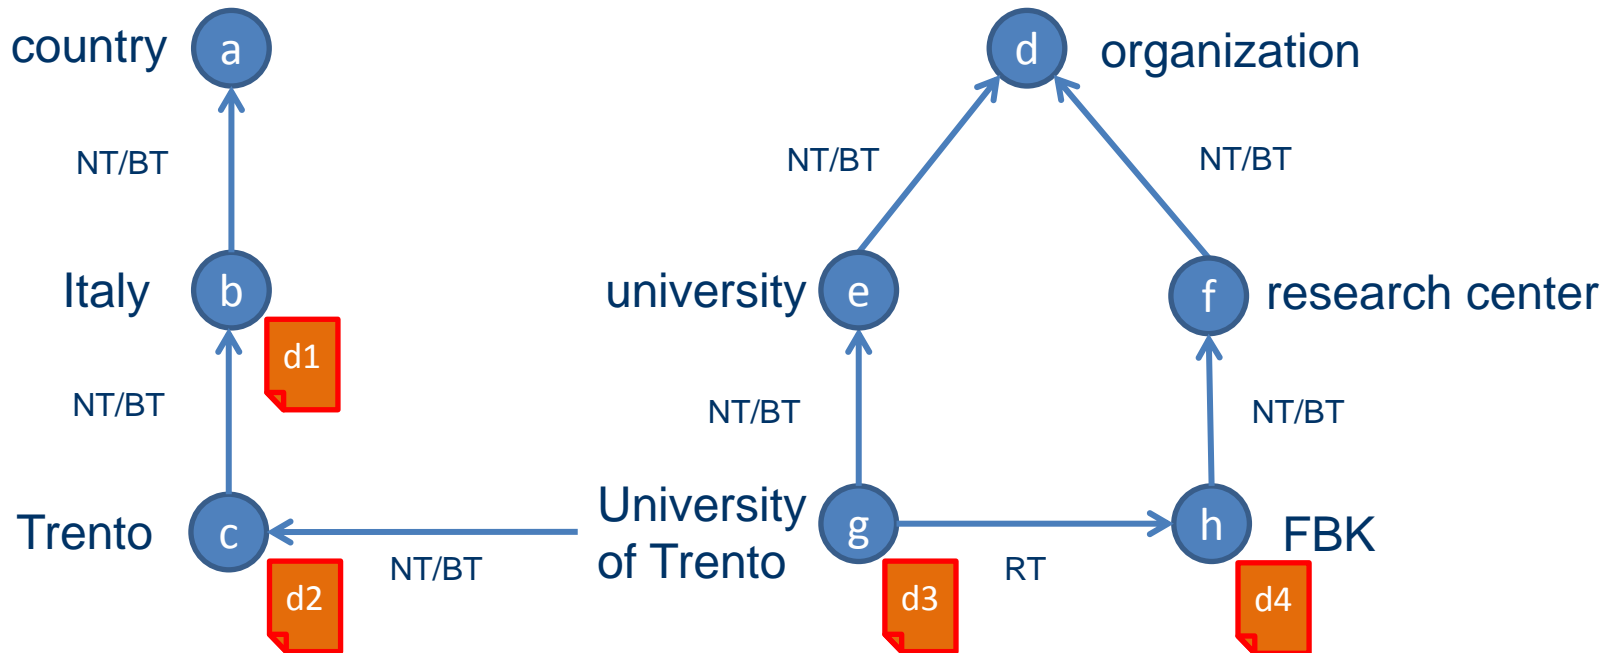 country
a
d
organization
NT/BT
NT/BT
NT/BT
Italy
b
university
e
f
research center
d1
NT/BT
NT/BT
NT/BT
Trento
c
University
of Trento
g
h
FBK
NT/BT
RT
d2
d3
d4